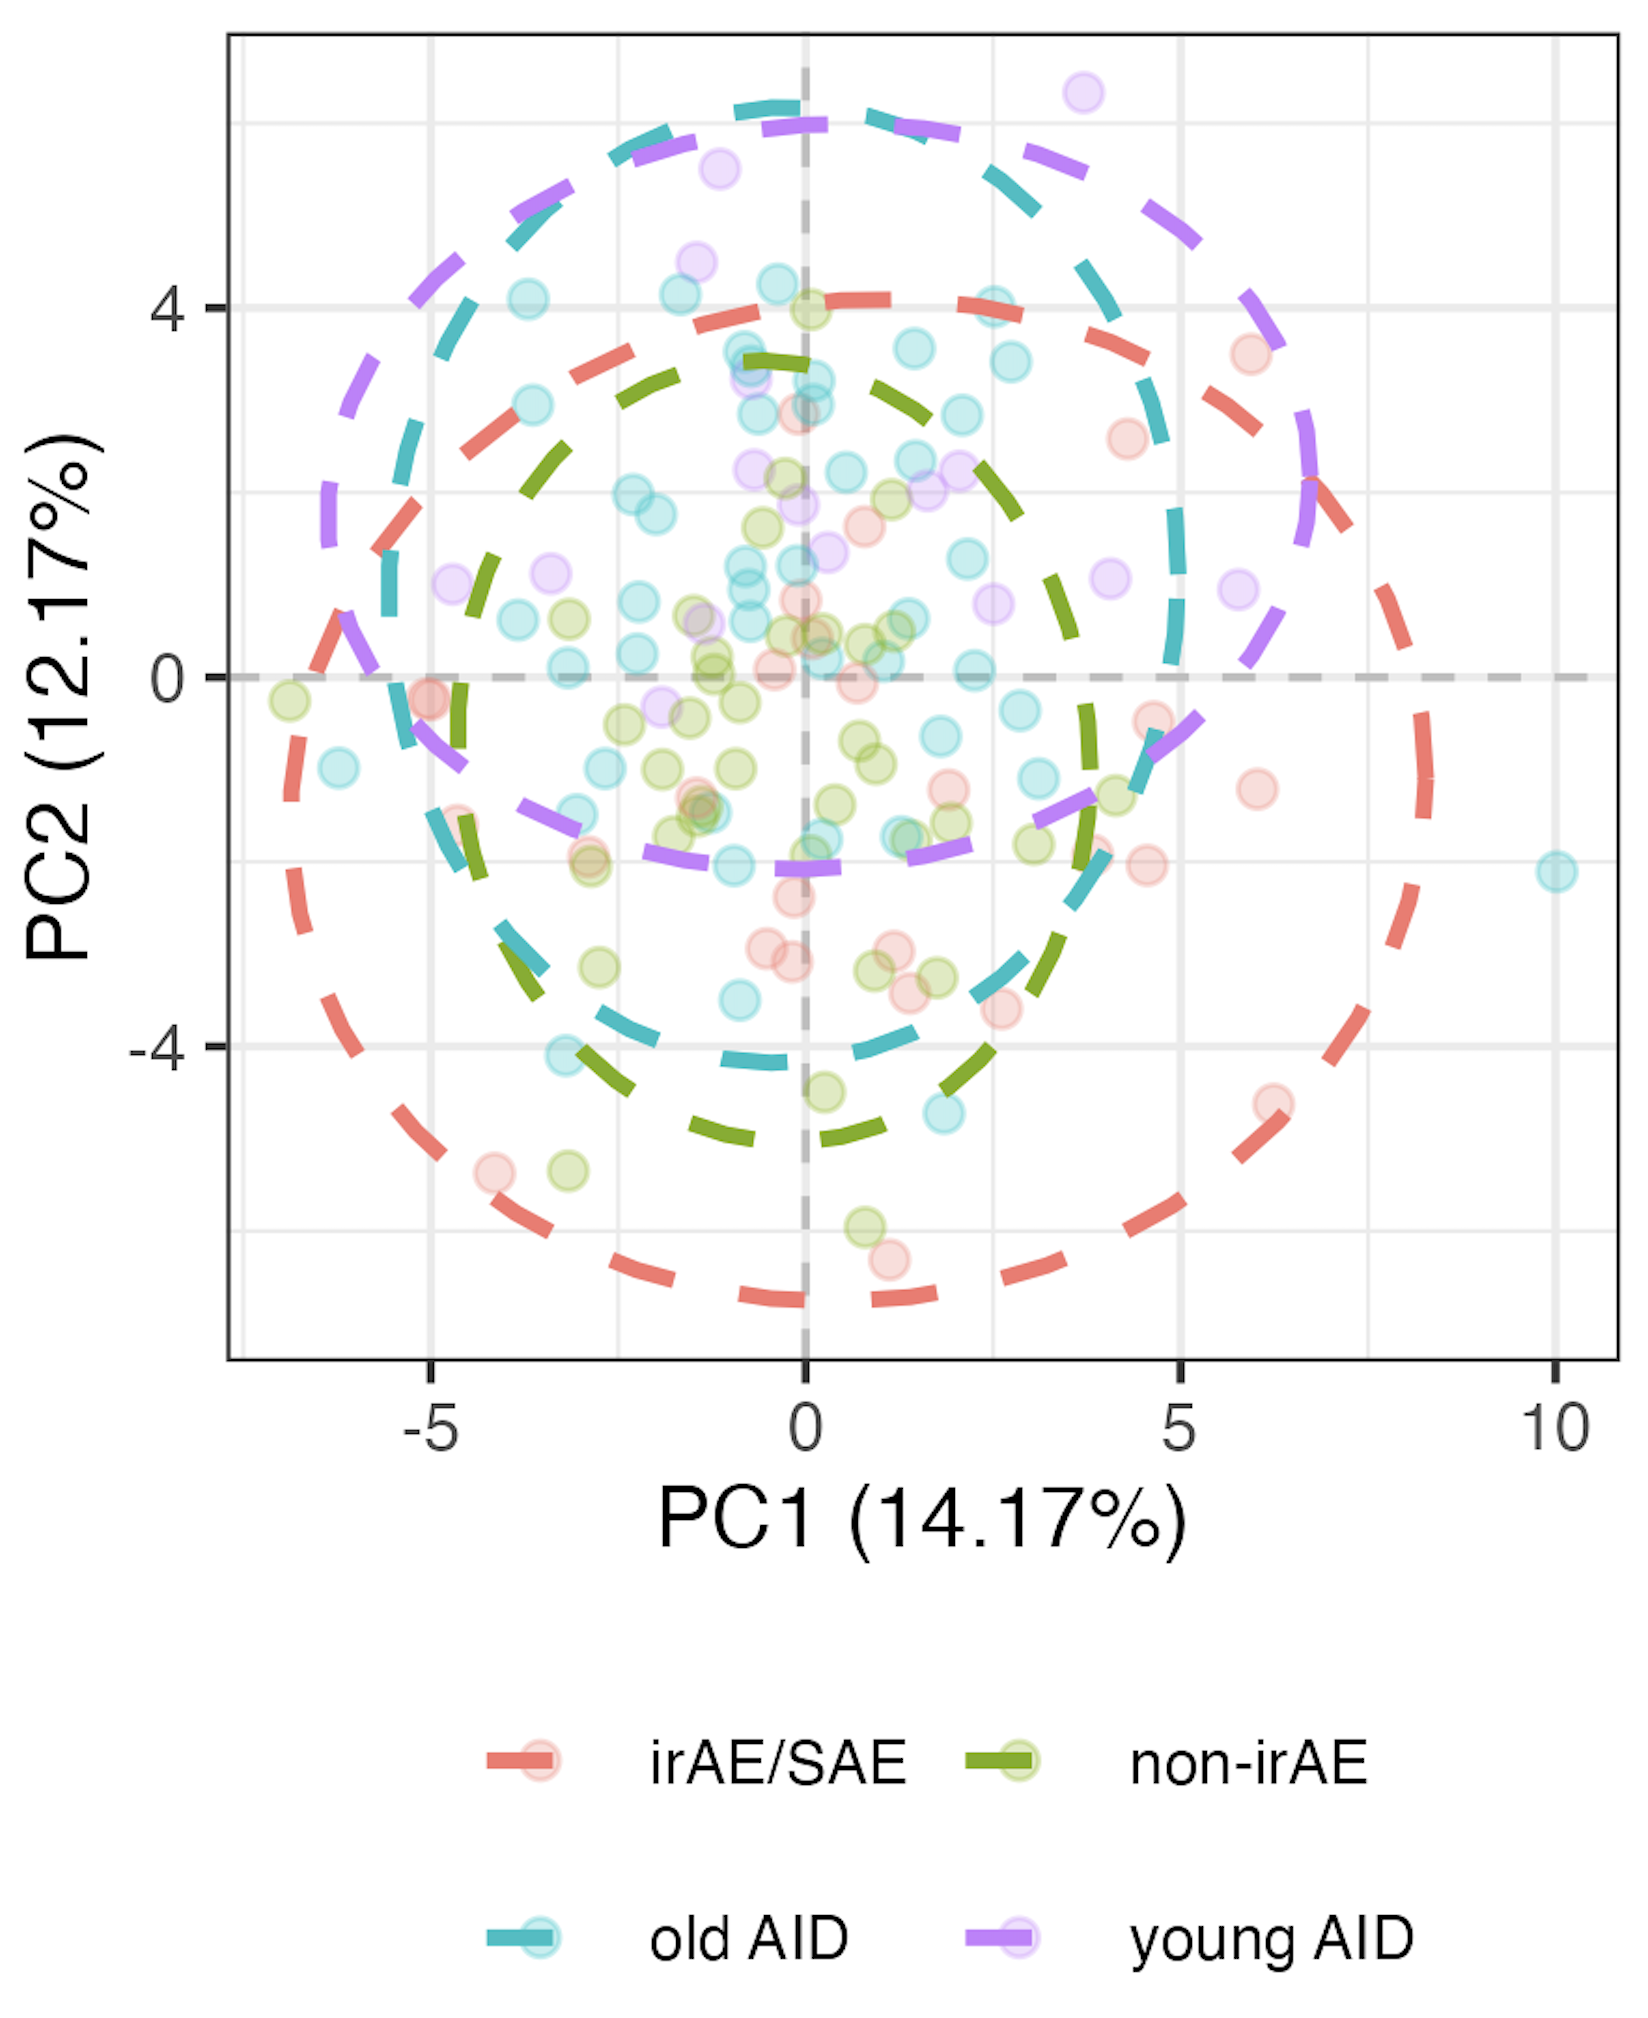 4
0
-4
PC2 (12.17%)
-5 0 5 10
PC1 (14.17%)
irAE/SAE non-irAE
old AID young AID